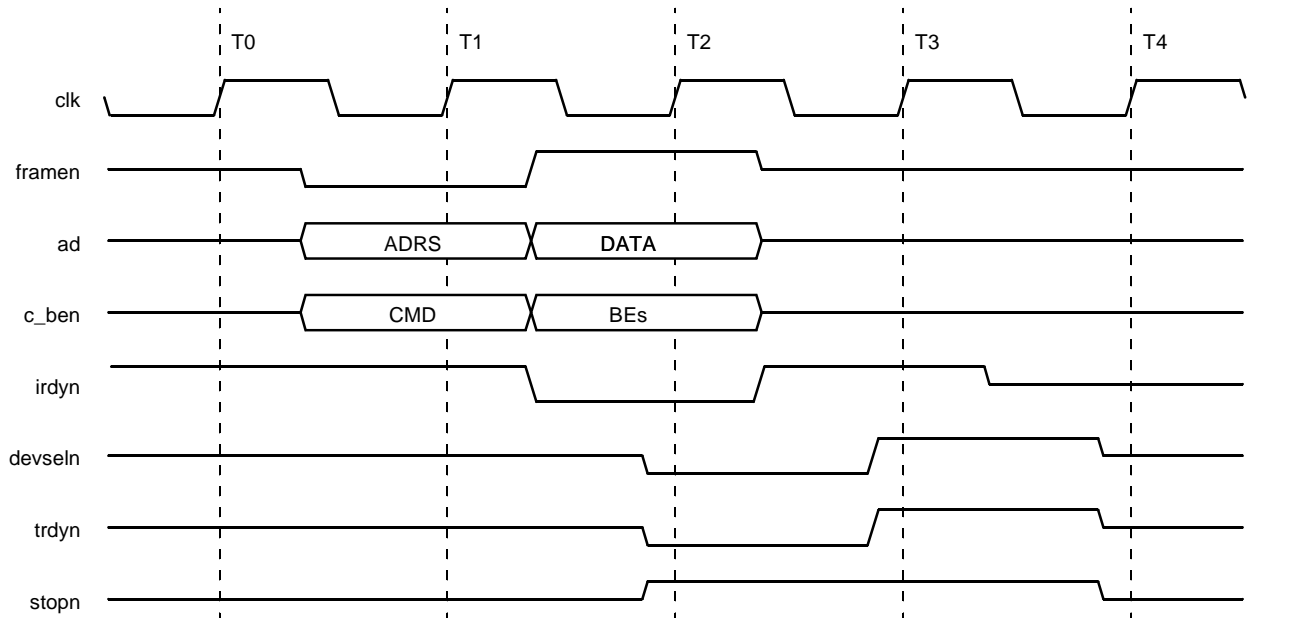 T0 T1 T2 T3 T4
clk
framen
ad ADRS DATA
c_ben CMD BEs
irdyn
devseln
trdyn
stopn